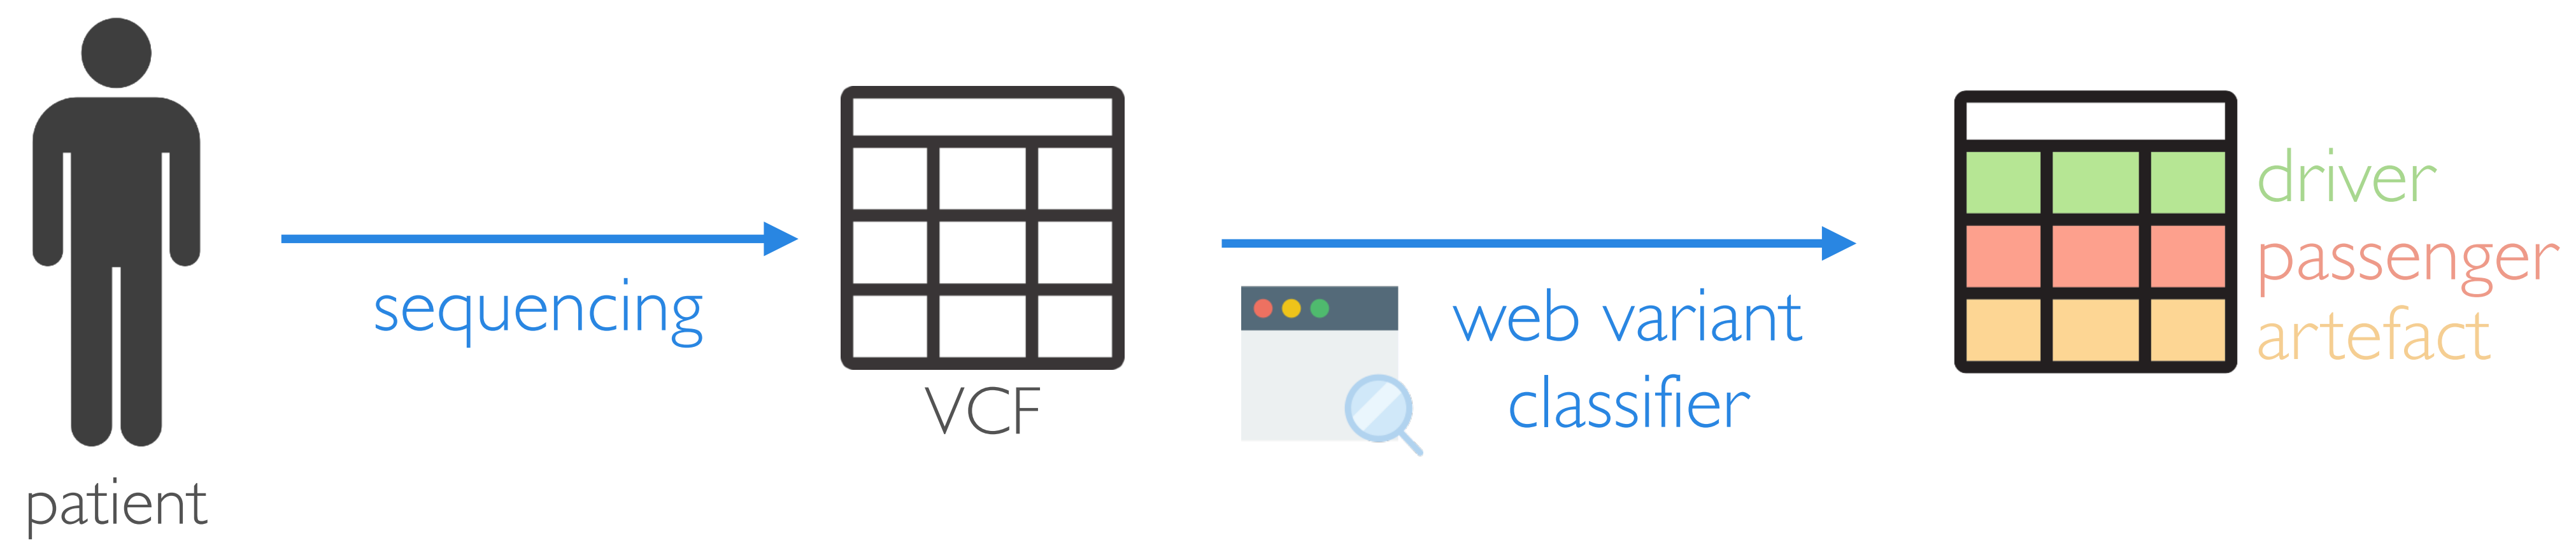 patient
sequencing
VCF
web variant
classifier
driver
passenger
artefact